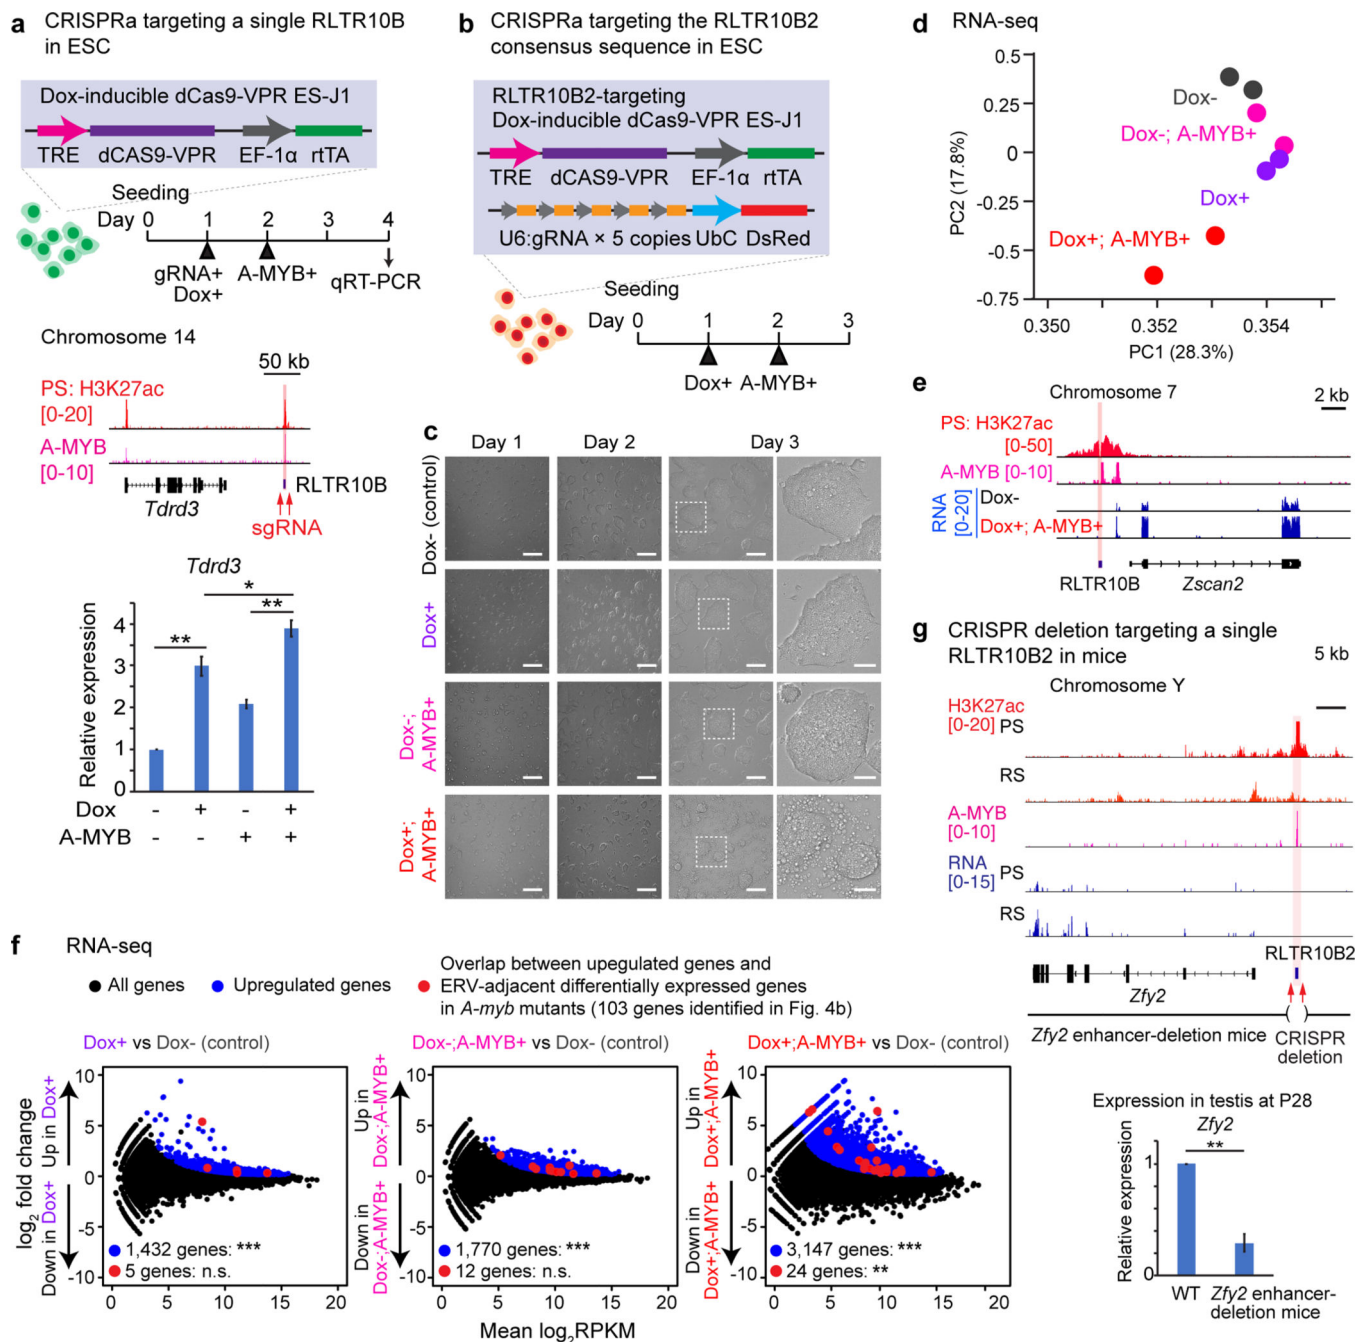 a CRISPRa targeting a single RLTR10B
in ESC
Dox-inducible dCas9-VPR ES-J1
TRE dCAS9-VPR EF-1α rtTA
Seeding
Day 0 1 2 3 4
gRNA+ A-MYB+ qRT-PCR
Dox+
Chromosome 14
50 kb
PS: H3K27ac
[0-20]
A-MYB
[0-10]
RLTR10B
Tdrd3
sgRNA
Tdrd3
*
**
**
Relative expression
4
3
2
1
0
Dox - + - +
A-MYB - - + +
b CRISPRa targeting the RLTR10B2
consensus sequence in ESC
RLTR10B2-targeting
Dox-inducible dCas9-VPR ES-J1
TRE dCAS9-VPR EF-1α rtTA
U6:gRNA × 5 copies UbC DsRed
Seeding
Day 0 1 2 3
Dox+ A-MYB+
c Day 1 Day 2 Day 3
Dox- (control)
Dox+
Dox-;
A-MYB+
Dox+;
A-MYB+
d RNA-seq
PC2 (17.8%)
0.5
0.25
0
-0.25
-0.5
-0.75
Dox-
Dox-; A-MYB+
Dox+
Dox+; A-MYB+
0.350 0.352 0.354
PC1 (28.3%)
e Chromosome 7 2 kb
PS: H3K27ac
[0-50]
A-MYB [0-10]
RNA
[0-20]
Dox-
Dox+; A-MYB+
RLTR10B Zscan2
g CRISPR deletion targeting a single
RLTR10B2 in mice 5 kb
Chromosome Y
H3K27ac
[0-20] PS
RS
A-MYB
[0-10]
RNA
[0-15] PS
RS
RLTR10B2
Zfy2
( )
Zfy2 enhancer-deletion mice CRISPR
deletion
Expression in testis at P28
Zfy2
**
Relative expression
1
0
WT Zfy2 enhancer-
deletion mice
f RNA-seq
All genes Upregulated genes Overlap between upegulated genes and
ERV-adjacent differentially expressed genes
in A-myb mutants (103 genes identified in Fig. 4b)
Dox+ vs Dox- (control)
log2 fold change
Up in Dox+
Down in Dox+
10
5
0
-5
-10
1,432 genes: ***
5 genes: n.s.
0 5 10 15 20
Dox-;A-MYB+ vs Dox- (control)
Up in
Dox-;A-MYB+
Down in
Dox-;A-MYB+
10
5
0
-5
-10
1,770 genes: ***
12 genes: n.s.
0 5 10 15 20
Dox+;A-MYB+ vs Dox- (control)
Up in
Dox+;A-MYB+
Down in
Dox+;A-MYB+
10
5
0
-5
-10
3,147 genes: ***
24 genes: **
0 5 10 15 20
Mean log2RPKM